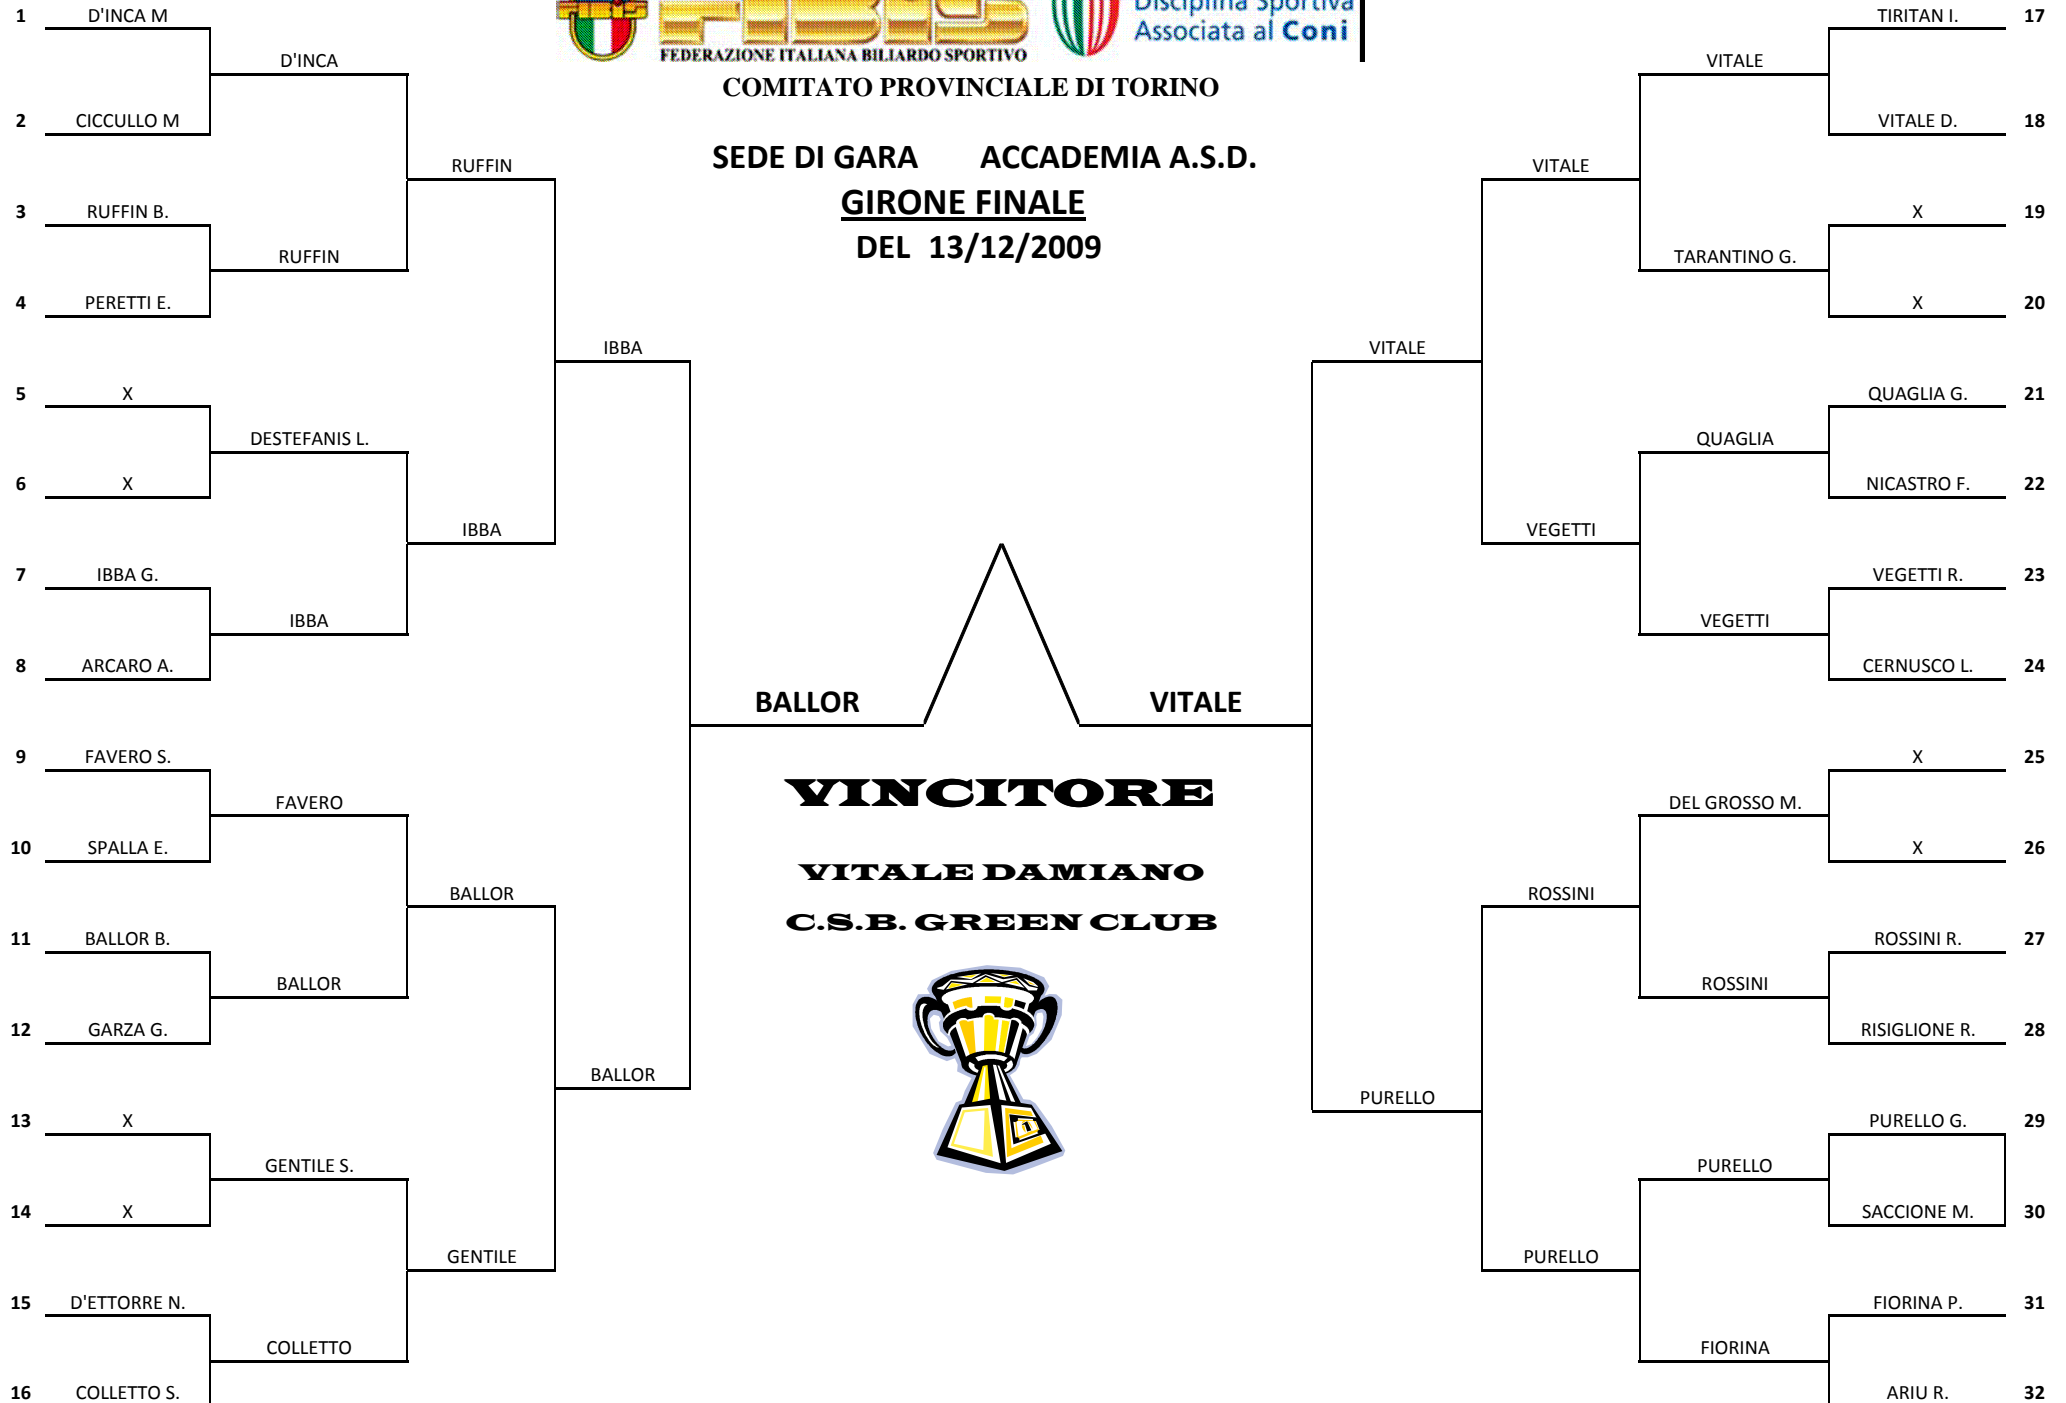 Disciplina Sportiva
Associata al Coni
FIBiS
FEDERAZIONE ITALIANA BILIARDO SPORTIVO
COMITATO PROVINCIALE DI TORINO
SEDE DI GARA ACCADEMIA A.S.D.
GIRONE FINALE
DEL 13/12/2009
1 D'INCA M
D'INCA
2 CICCULLO M
RUFFIN
3 RUFFIN B.
RUFFIN
4 PERETTI E.
IBBA
5 X
DESTEFANIS L.
6 X
IBBA
7 IBBA G.
IBBA
8 ARCARO A.
BALLOR
9 FAVERO S.
FAVERO
10 SPALLA E.
BALLOR
11 BALLOR B.
BALLOR
12 GARZA G.
BALLOR
13 X
GENTILE S.
14 X
GENTILE
15 D'ETTORRE N.
COLLETTO
16 COLLETTO S.
VINCITORE
VITALE DAMIANO
C.S.B. GREEN CLUB
TIRITAN I. 17
VITALE
VITALE D. 18
VITALE
X 19
TARANTINO G.
X 20
VITALE
QUAGLIA G. 21
QUAGLIA
NICASTRO F. 22
VEGETTI
VEGETTI R. 23
VEGETTI
CERNUSCO L. 24
VITALE
X 25
DEL GROSSO M.
X 26
ROSSINI
ROSSINI R. 27
ROSSINI
RISIGLIONE R. 28
PURELLO
PURELLO G. 29
PURELLO
SACCIONE M. 30
PURELLO
FIORINA P. 31
FIORINA
ARIU R. 32